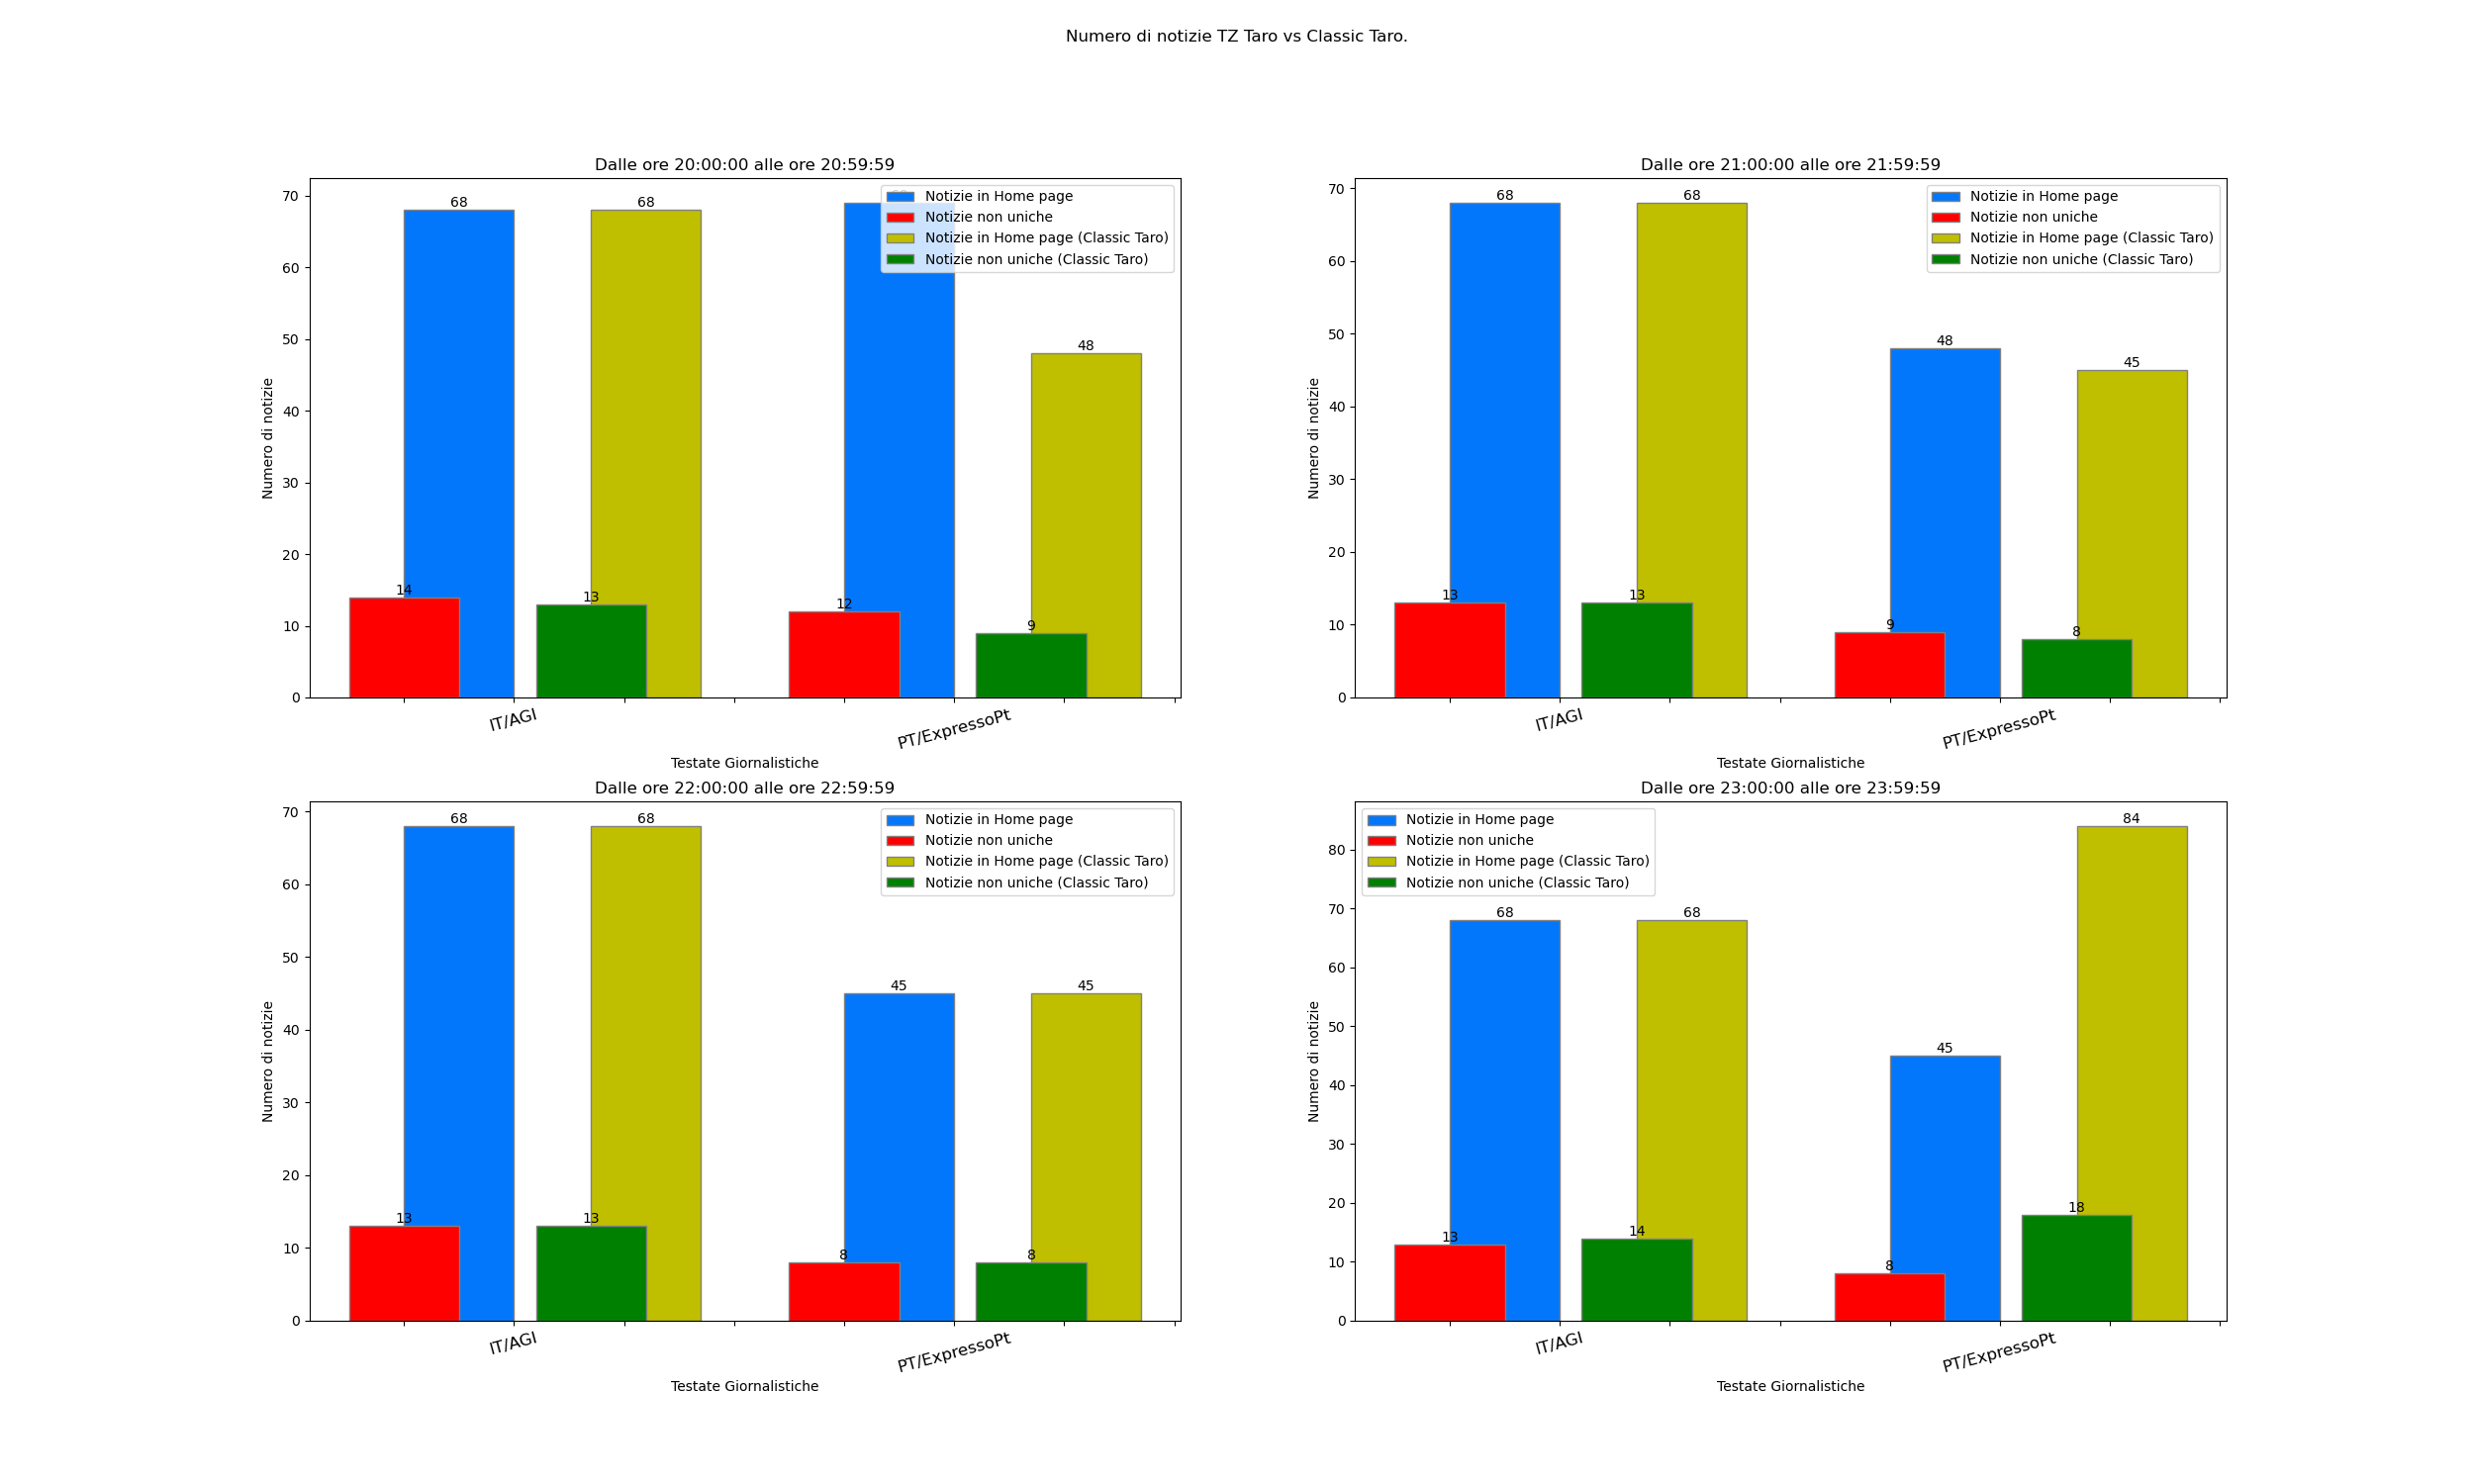 Numero di notizie TZ Taro vs Classic Taro.
Dalle ore 20:00:00 alle ore 20:59:59
Numero di notizie
70
60
50
40
30
20
10
0
68
68
48
14
13
12
9
Notizie in Home page
Notizie non uniche
Notizie in Home page (Classic Taro)
Notizie non uniche (Classic Taro)
IT/AGI
PT/ExpressoPt
Testate Giornalistiche
Dalle ore 21:00:00 alle ore 21:59:59
Numero di notizie
70
60
50
40
30
20
10
0
68
68
48
45
13
13
9
8
Notizie in Home page
Notizie non uniche
Notizie in Home page (Classic Taro)
Notizie non uniche (Classic Taro)
IT/AGI
PT/ExpressoPt
Testate Giornalistiche
Dalle ore 22:00:00 alle ore 22:59:59
Numero di notizie
70
60
50
40
30
20
10
0
68
68
45
45
13
13
8
8
Notizie in Home page
Notizie non uniche
Notizie in Home page (Classic Taro)
Notizie non uniche (Classic Taro)
IT/AGI
PT/ExpressoPt
Testate Giornalistiche
Dalle ore 23:00:00 alle ore 23:59:59
Numero di notizie
80
70
60
50
40
30
20
10
0
Notizie in Home page
Notizie non uniche
Notizie in Home page (Classic Taro)
Notizie non uniche (Classic Taro)
84
68
68
45
13
14
8
18
IT/AGI
PT/ExpressoPt
Testate Giornalistiche